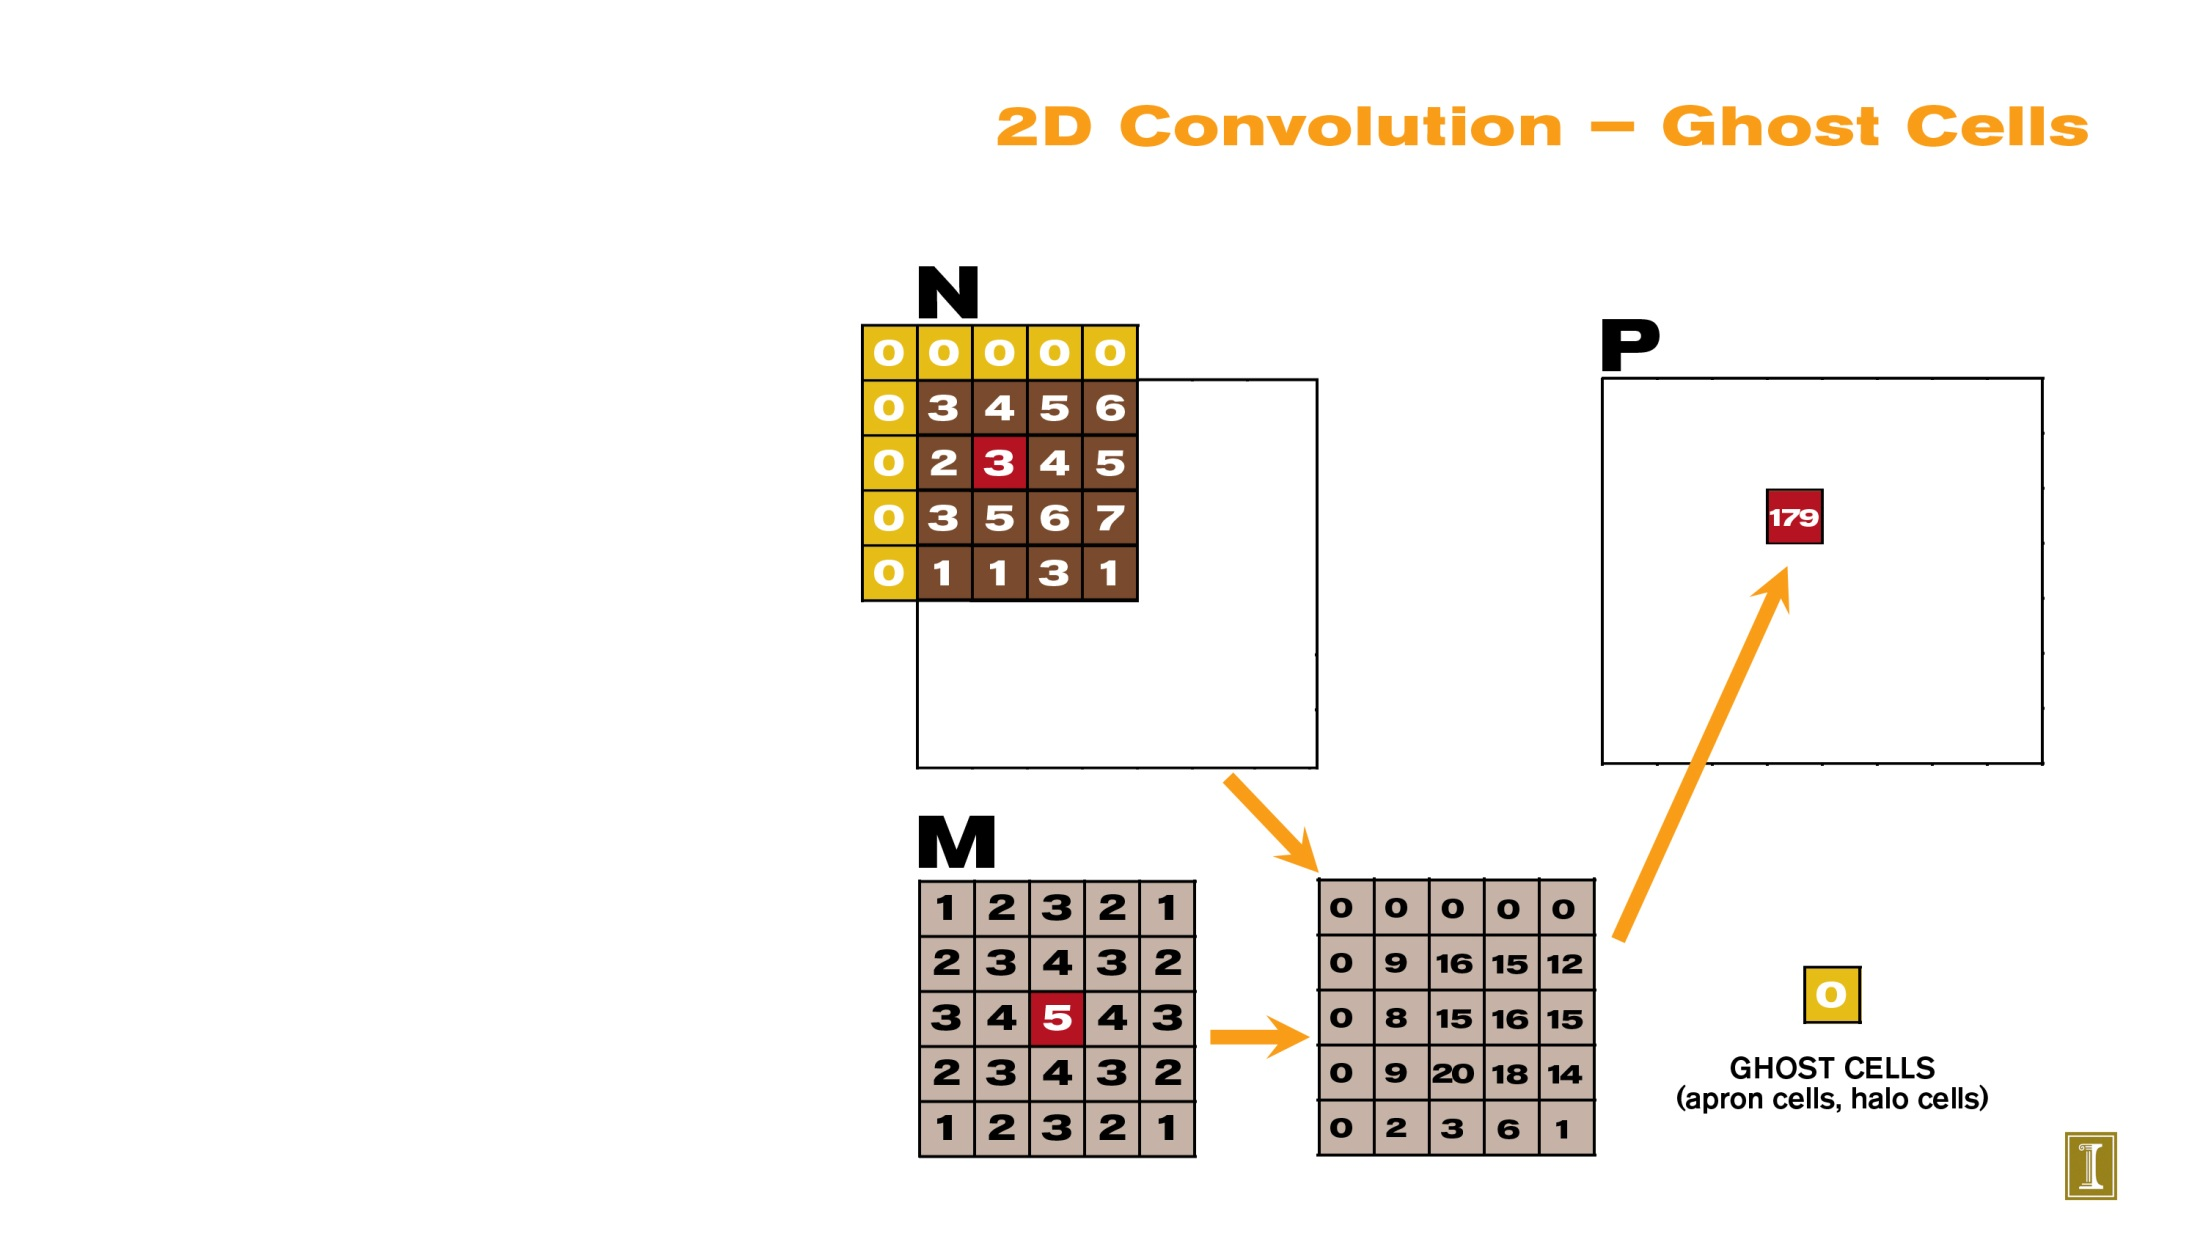 2D Convolution – Ghost Cells
N
0 0 0 0 0
0 3 4 5 6
0 2 3 4 5
0 3 5 6 7
0 1 1 3 1
P
179
M
1 2 3 2 1
2 3 4 3 2
3 4 5 4 3
2 3 4 3 2
1 2 3 2 1
0 0 0 0 0
0 9 16 15 12
0 8 15 16 15
0 9 20 18 14
0 2 3 6 1
0
GHOST CELLS
(apron cells, halo cells)
I